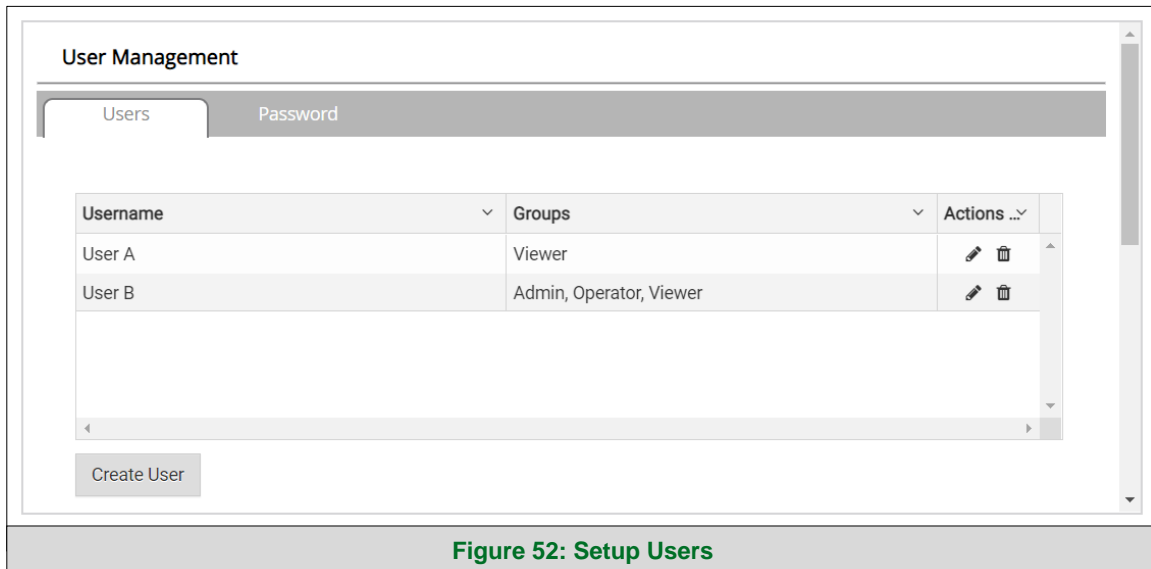 User Management
Users Password
Username Groups Actions ...
User A Viewer
User B Admin, Operator, Viewer
Create User
Figure 52: Setup Users